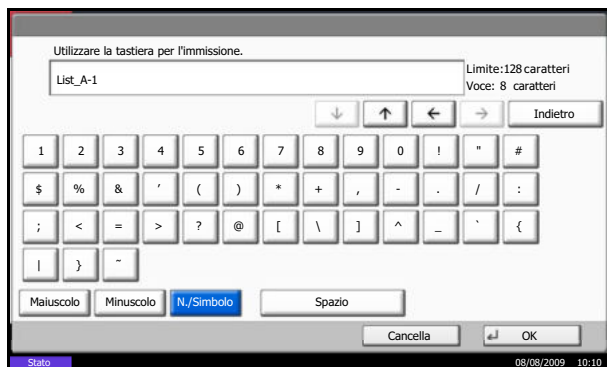 Utilizzare la tastiera per l'immissione.
List_A-1
Limite:128 caratteri
Voce: 8 caratteri
↓ ↑ ← → Indietro
1 2 3 4 5 6 7 8 9 0 ! " #
$ % & ' ( ) * + , - . / :
; < = > ? @ [ \ ] ^ _ ` {
| } ~
Maiuscolo Minuscolo N./Simbolo Spazio
Cancella OK
Stato 08/08/2009 10:10